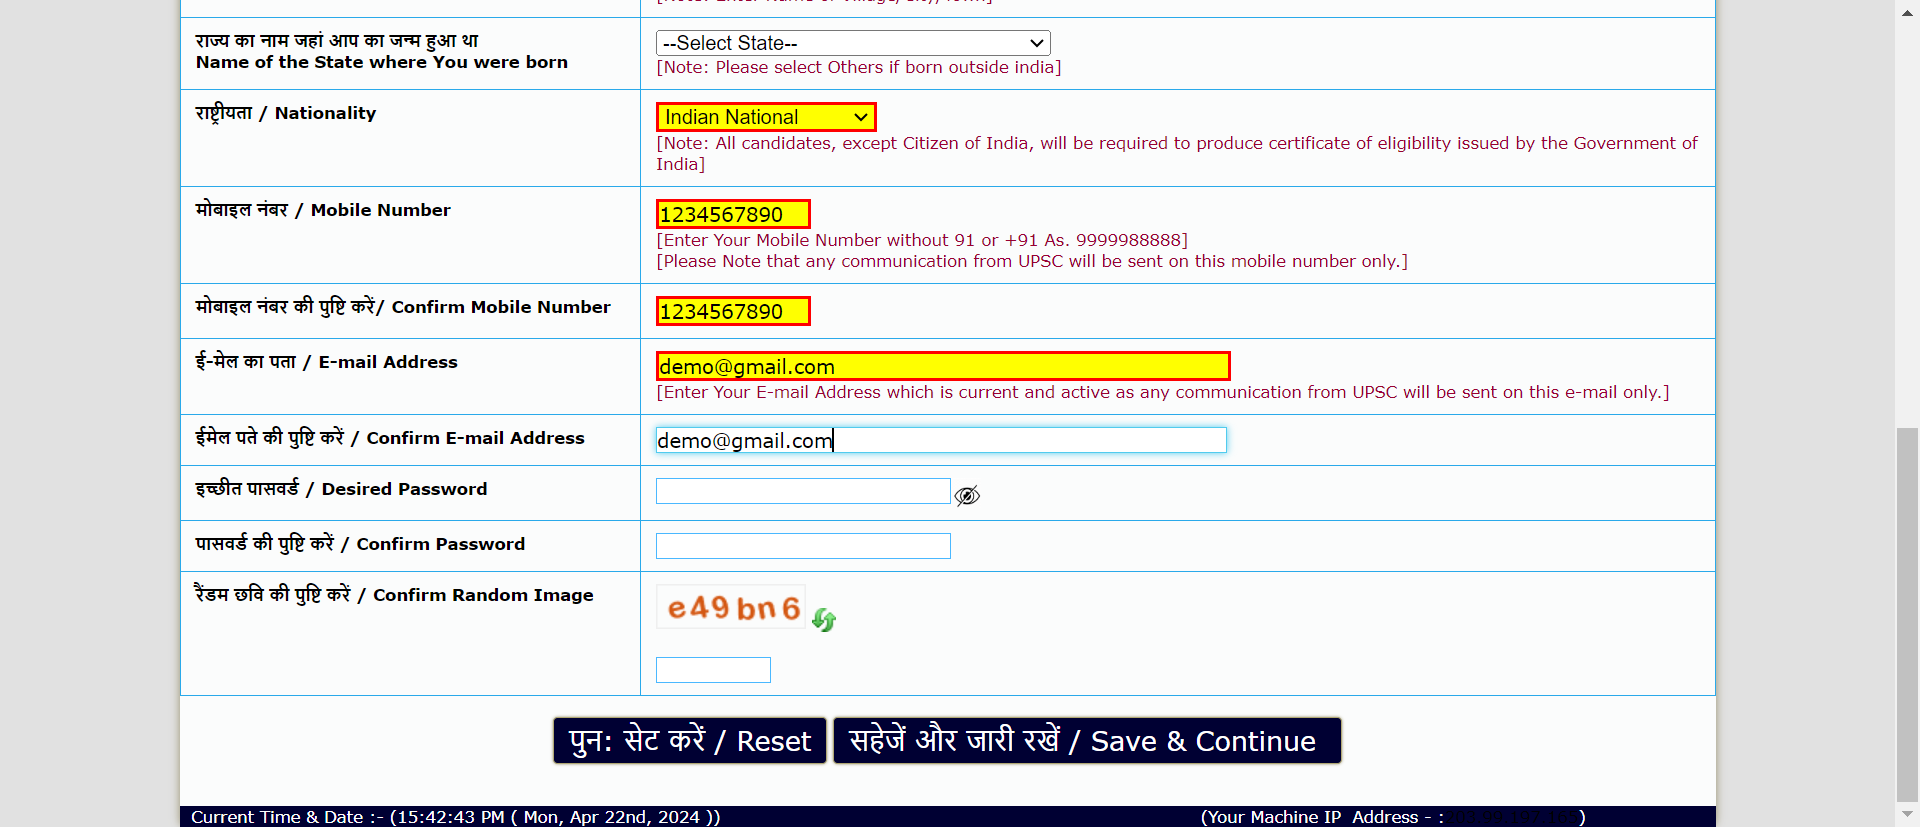 राज्य का नाम जहां आप का जन्म हुआ था
Name of the State where You were born
--Select State--
[Note: Please select Others if born outside india]
राष्ट्रीयता / Nationality
Indian National
[Note: All candidates, except Citizen of India, will be required to produce certificate of eligibility issued by the Government of
India]
मोबाइल नंबर / Mobile Number
1234567890
[Enter Your Mobile Number without 91 or +91 As. 9999988888]
[Please Note that any communication from UPSC will be sent on this mobile number only.]
मोबाइल नंबर की पुष्टि करें/ Confirm Mobile Number
1234567890
ई-मेल का पता / E-mail Address
demo@gmail.com
[Enter Your E-mail Address which is current and active as any communication from UPSC will be sent on this e-mail only.]
ईमेल पते की पुष्टि करें / Confirm E-mail Address
demo@gmail.com
इच्छीत पासवर्ड / Desired Password
पासवर्ड की पुष्टि करें / Confirm Password
रैंडम छवि की पुष्टि करें / Confirm Random Image
e49bn6
पुन: सेट करें / Reset
सहेजें और जारी रखें / Save & Continue
Current Time & Date :- (15:42:43 PM ( Mon, Apr 22nd, 2024 ))
(Your Machine IP Address - : )